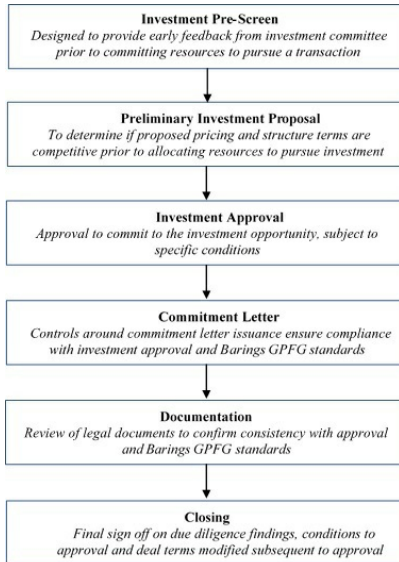 Investment Pre-Screen
Designed to provide early feedback from investment committee
prior to committing resources to pursue a transaction
Preliminary Investment Proposal
To determine if proposed pricing and structure terms are
competitive prior to allocating resources to pursue investment
Investment Approval
Approval to commit to the investment opportunity, subject to
specific conditions
Commitment Letter
Controls around commitment letter issuance ensure compliance
with investment approval and Barings GPFG standards
Documentation
Review of legal documents to confirm consistency with approval
and Barings GPFG standards
Closing
Final sign off on due diligence findings, conditions to
approval and deal terms modified subsequent to approval